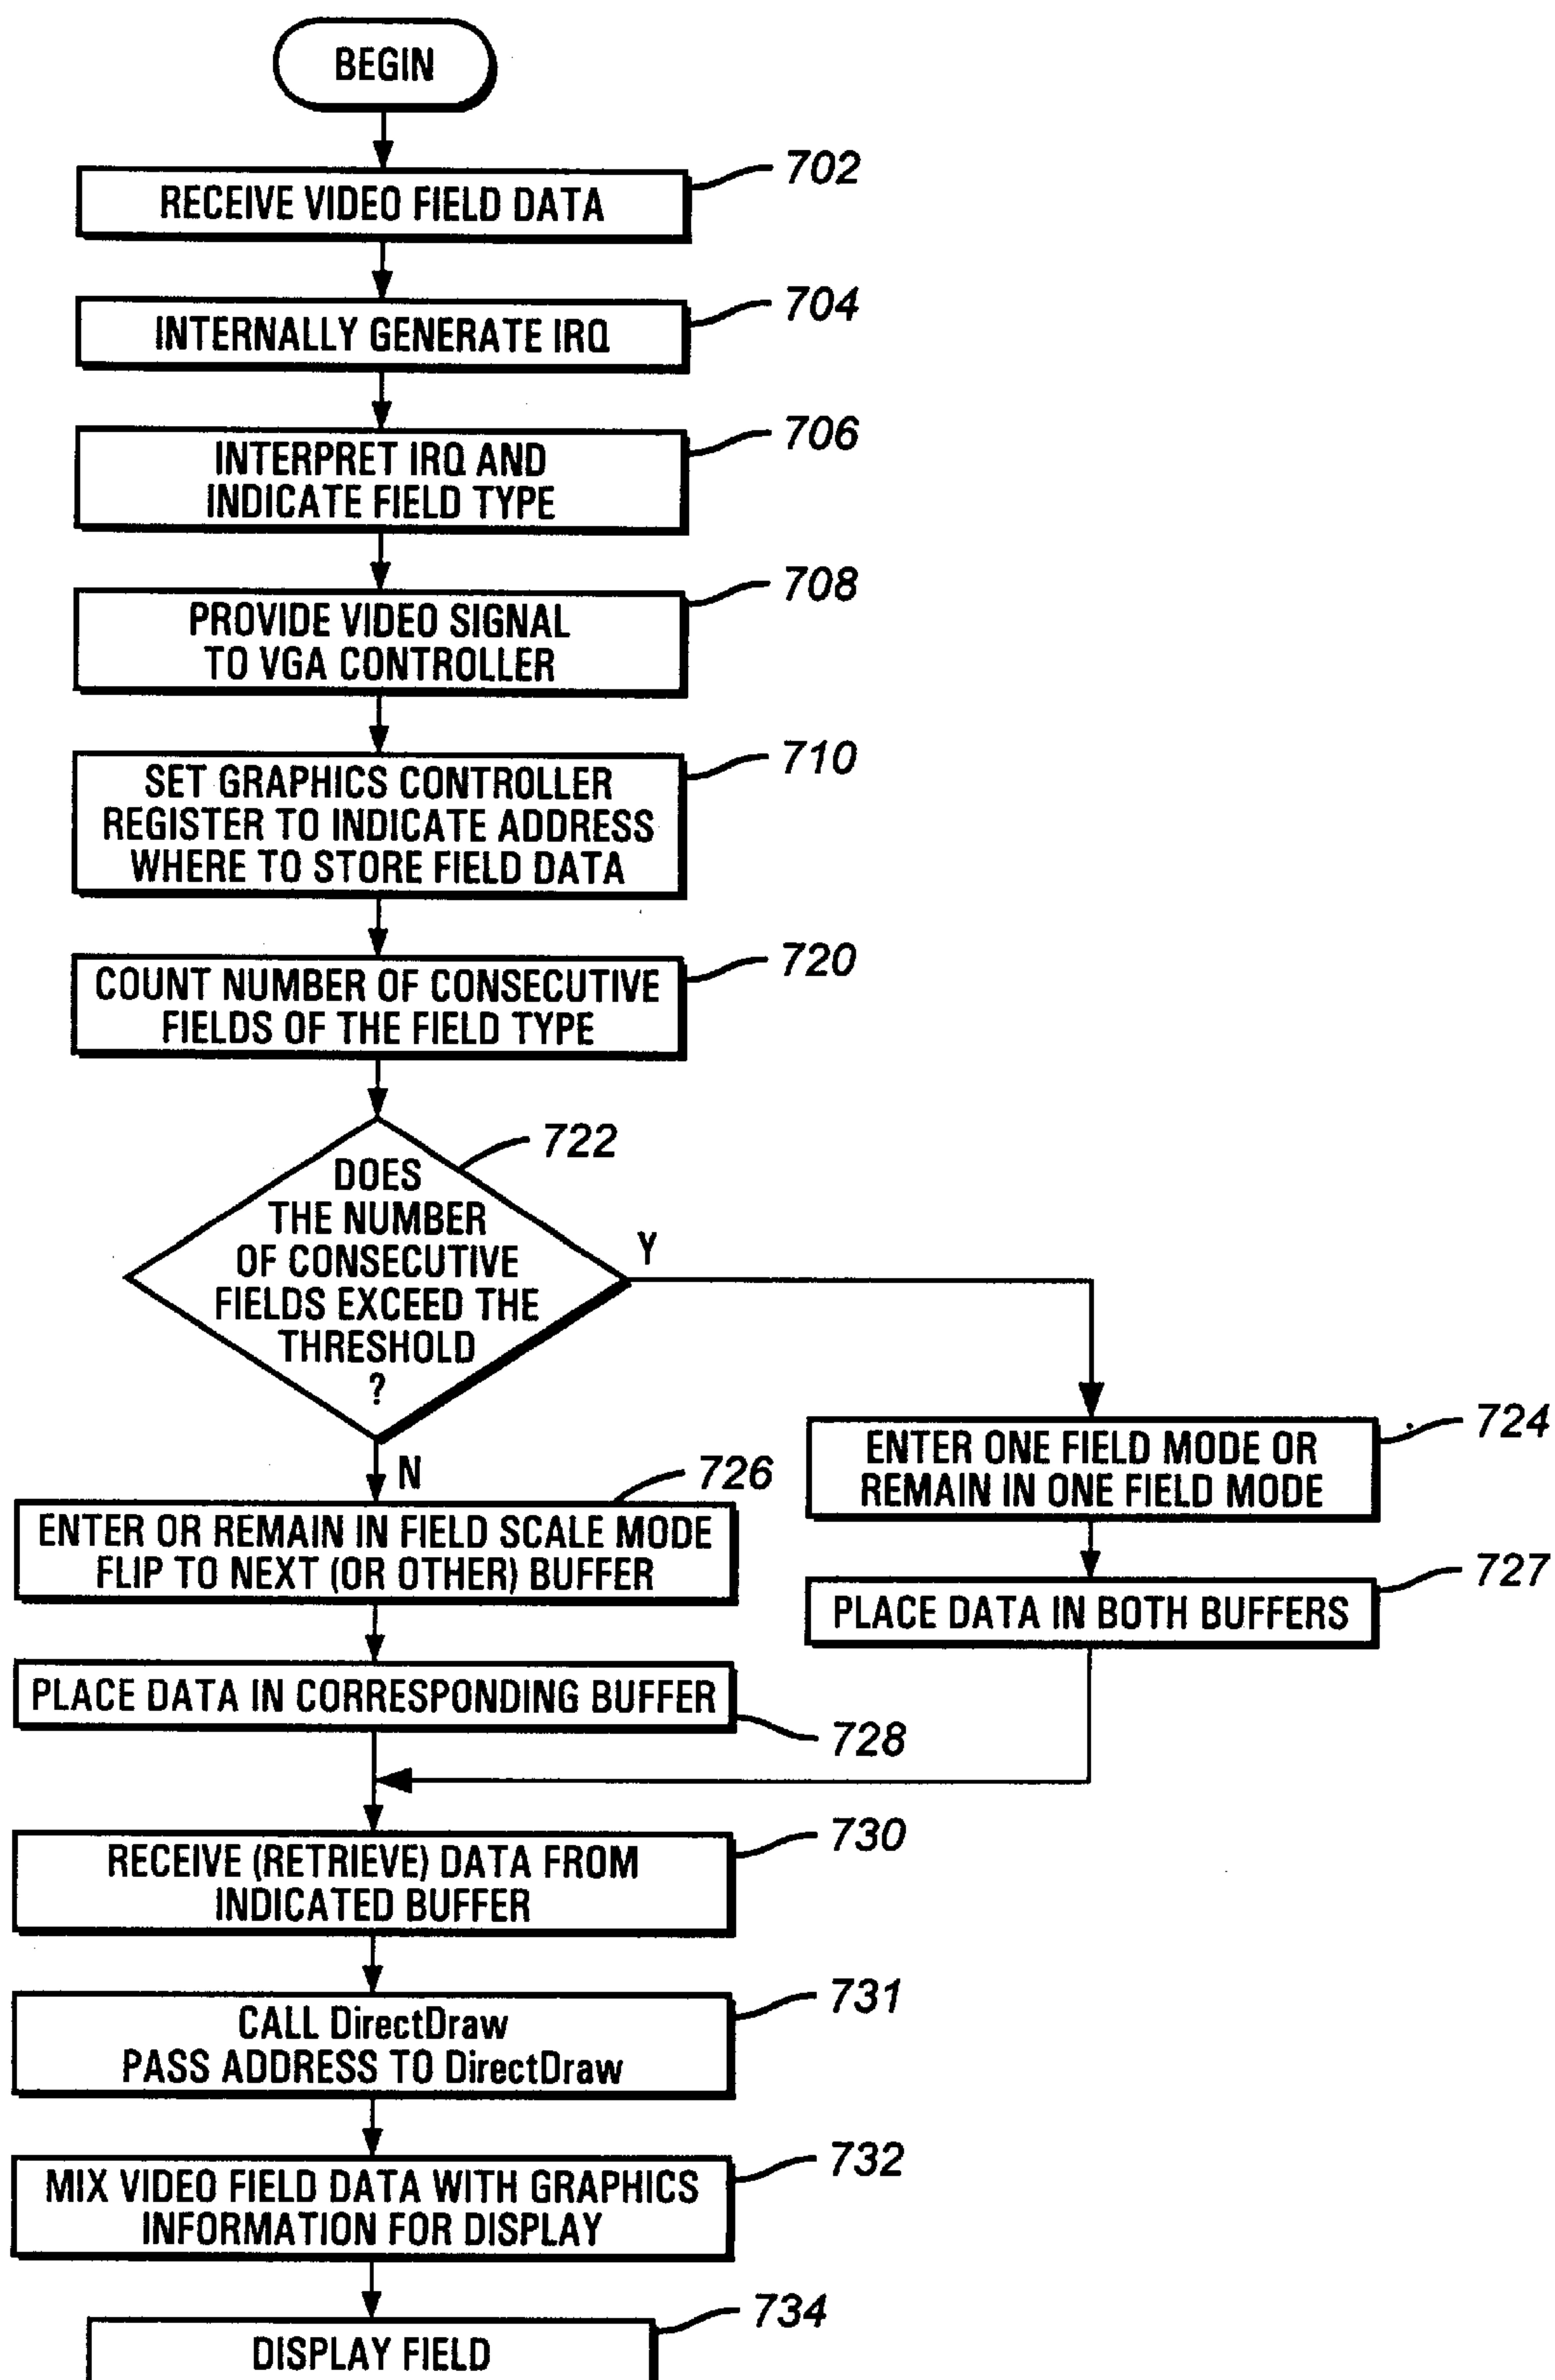 BEGIN
702
RECEIVE VIDEO FIELD DATA
704
INTERNALLY GENERATE IRQ
706
INTERPRET IRQ AND
INDICATE FIELD TYPE
708
PROVIDE VIDEO SIGNAL
TO VGA CONTROLLER
710
SET GRAPHICS CONTROLLER
REGISTER TO INDICATE ADDRESS
WHERE TO STORE FIELD DATA
720
COUNT NUMBER OF CONSECUTIVE
FIELDS OF THE FIELD TYPE
722
DOES
THE NUMBER
OF CONSECUTIVE
FIELDS EXCEED THE
THRESHOLD
?
Y
N
724
ENTER ONE FIELD MODE OR
REMAIN IN ONE FIELD MODE
726
ENTER OR REMAIN IN FIELD SCALE MODE
FLIP TO NEXT (OR OTHER) BUFFER
727
PLACE DATA IN BOTH BUFFERS
PLACE DATA IN CORRESPONDING BUFFER
728
730
RECEIVE (RETRIEVE) DATA FROM
INDICATED BUFFER
731
CALL DirectDraw
PASS ADDRESS TO DirectDraw
732
MIX VIDEO FIELD DATA WITH GRAPHICS
INFORMATION FOR DISPLAY
734
DISPLAY FIELD